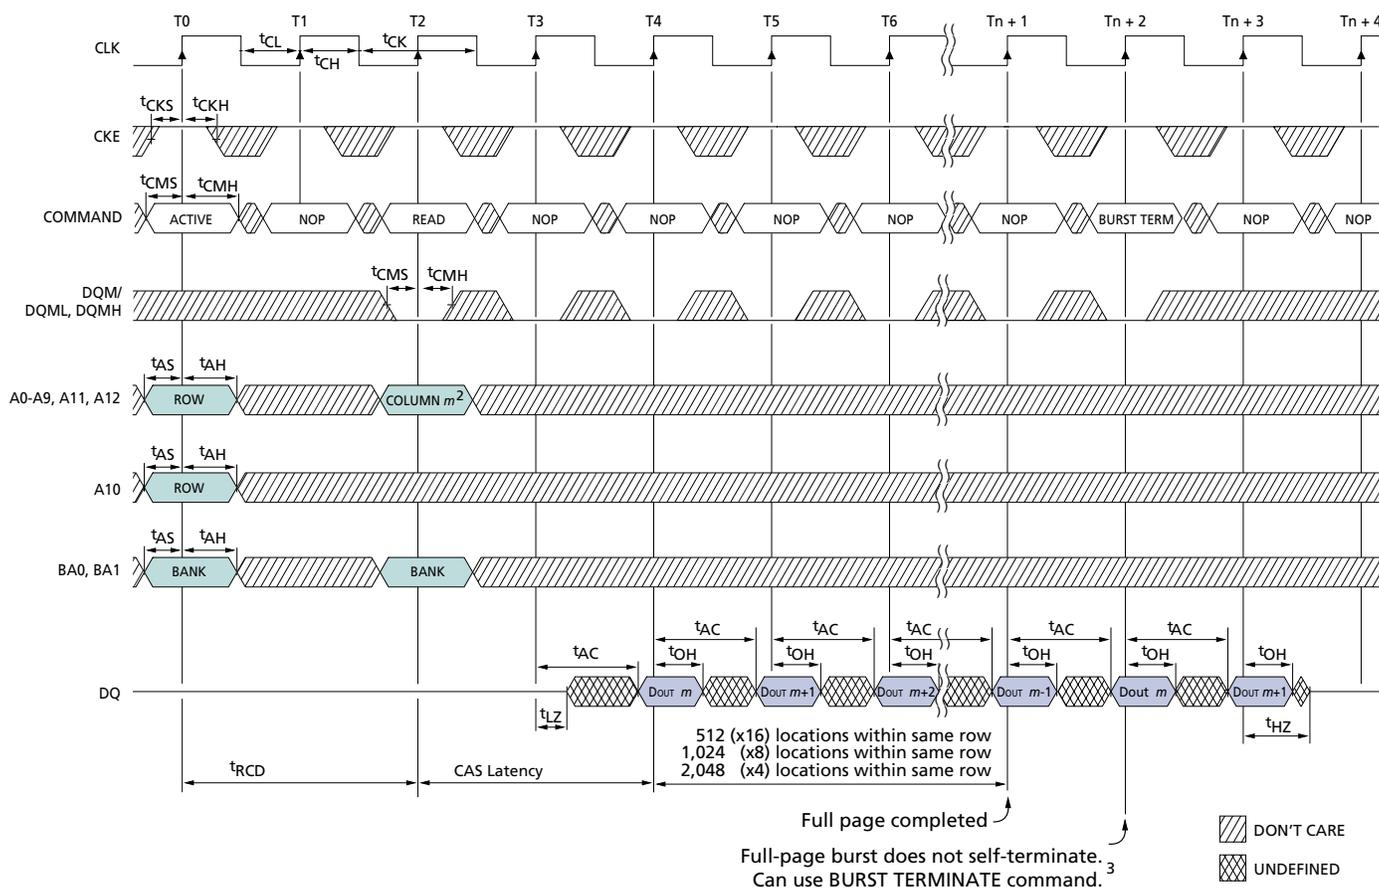 T0 T1 T2 T3 T4 T5 T6 Tn + 1 Tn + 2 Tn + 3 Tn + 4
CLK
tCL tCK
tCH
tCKS tCKH
CKE
tCMS tCMH
COMMAND ACTIVE NOP READ NOP NOP NOP NOP NOP BURST TERM NOP NOP
tCMS tCMH
DQM/
DQML, DQMH
tAS tAH
A0-A9, A11, A12 ROW COLUMN m2
tAS tAH
A10 ROW
tAS tAH
BA0, BA1 BANK BANK
tAC tAC tAC tAC tAC
tAC tOH tOH tOH tOH tOH tOH
DQ DOUT m DOUT m+1 DOUT m+2 DOUT m-1 Dout m DOUT m+1
tLZ tHZ
512 (x16) locations within same row
1,024 (x8) locations within same row
2,048 (x4) locations within same row
tRCD CAS Latency
Full page completed
Full-page burst does not self-terminate.
Can use BURST TERMINATE command. 3
DON'T CARE
UNDEFINED